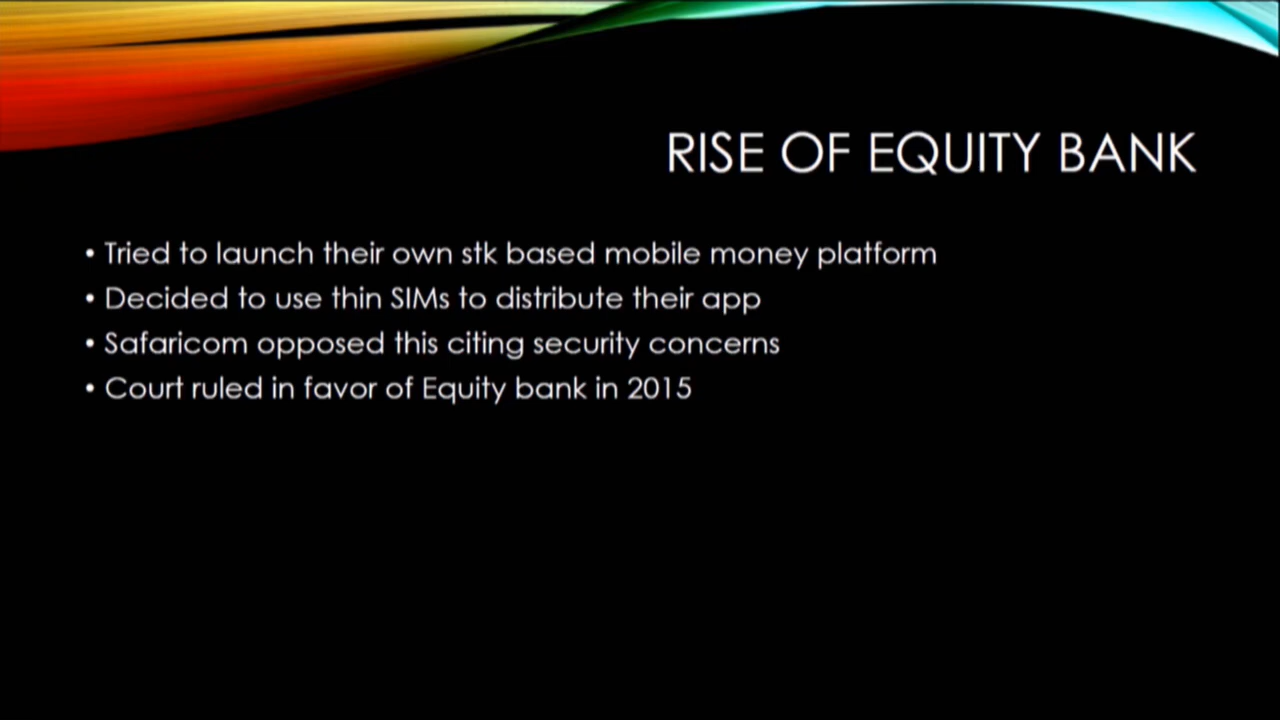 RISE OF EQUITY BANK
• Tried to launch their own stk based mobile money platform
• Decided to use thin SIMs to distribute their app
• Safaricom opposed this citing security concerns
• Court ruled in favor of Equity bank in 2015